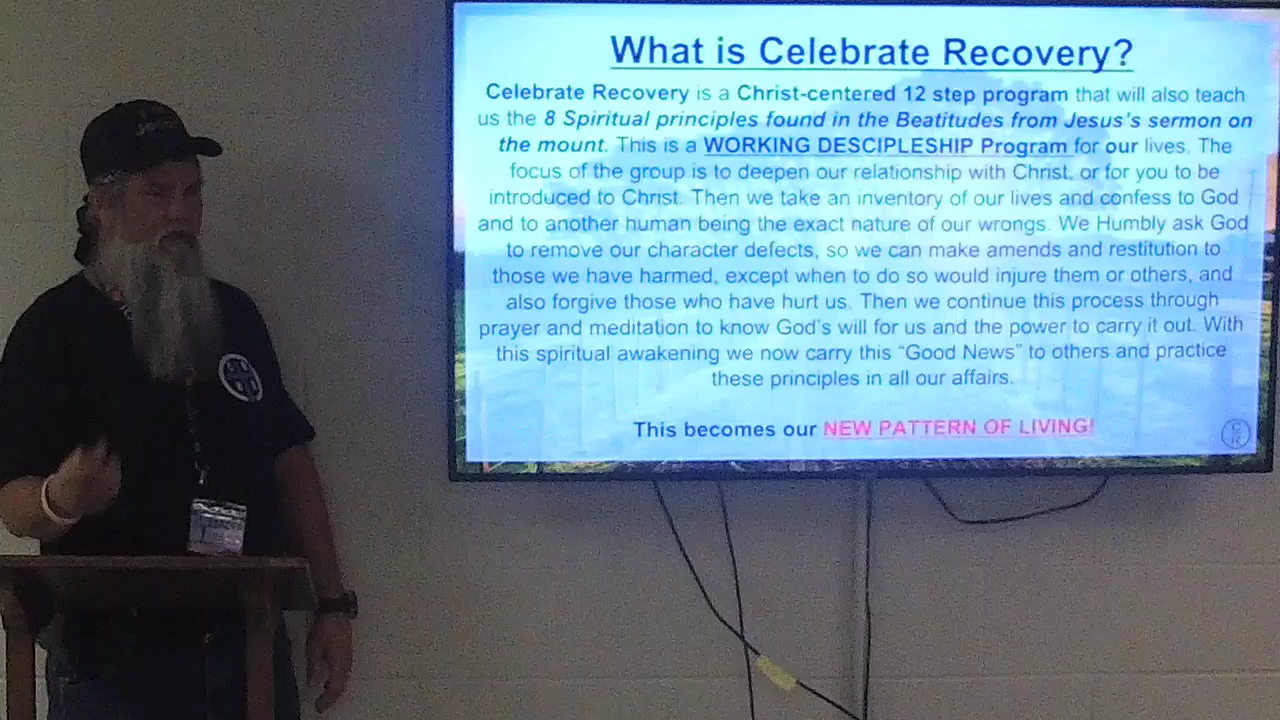 What is Celebrate Recovery?
Celebrate Recovery is a Christ-centered 12 step program that will also teach
us the 8 Spiritual principles found in the Beatitudes from Jesus's sermon on
the mount. This is a WORKING DESCIPLESHIP Program for our lives. The
focus of the group is to deepen our relationship with Christ, or for you to be
introduced to Christ. Then we take an inventory of our lives and confess to God
and to another human being the exact nature of our wrongs. We Humbly ask God
to remove our character defects, so we can make amends and restitution to
those we have harmed, except when to do so would injure them or others, and
also forgive those who have hurt us. Then we continue this process through
prayer and meditation to know God's will for us and the power to carry it out. With
this spiritual awakening we now carry this “Good News” to others and practice
these principles in all our affairs.
This becomes our NEW PATTERN OF LIVING!